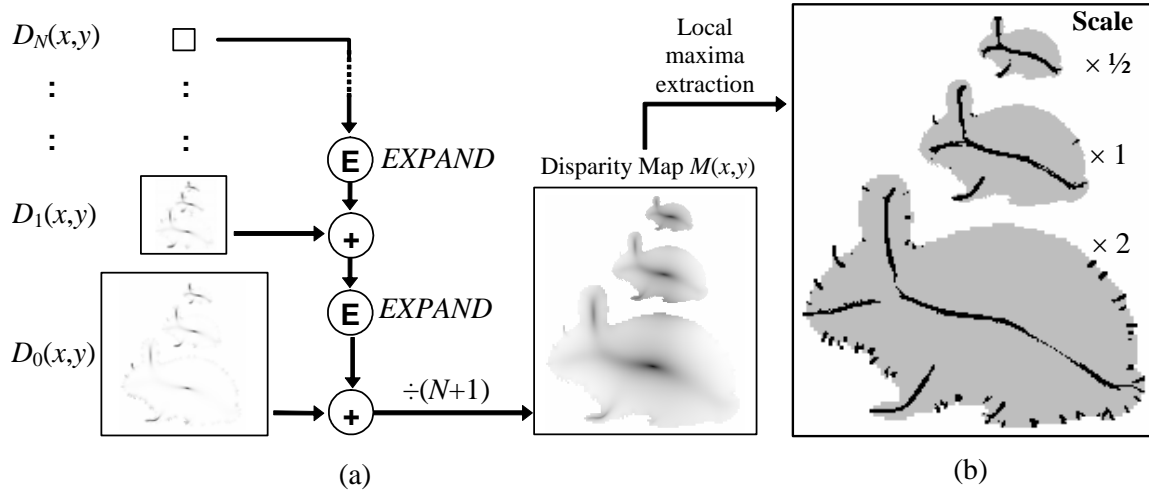 D_N(x,y)
:
:
:
:
E
EXPAND
D_1(x,y)
+
E
EXPAND
D_0(x,y)
+
÷(N+1)
Disparity Map M(x,y)
Local
maxima
extraction
Scale
× ½
× 1
× 2
(a)
(b)